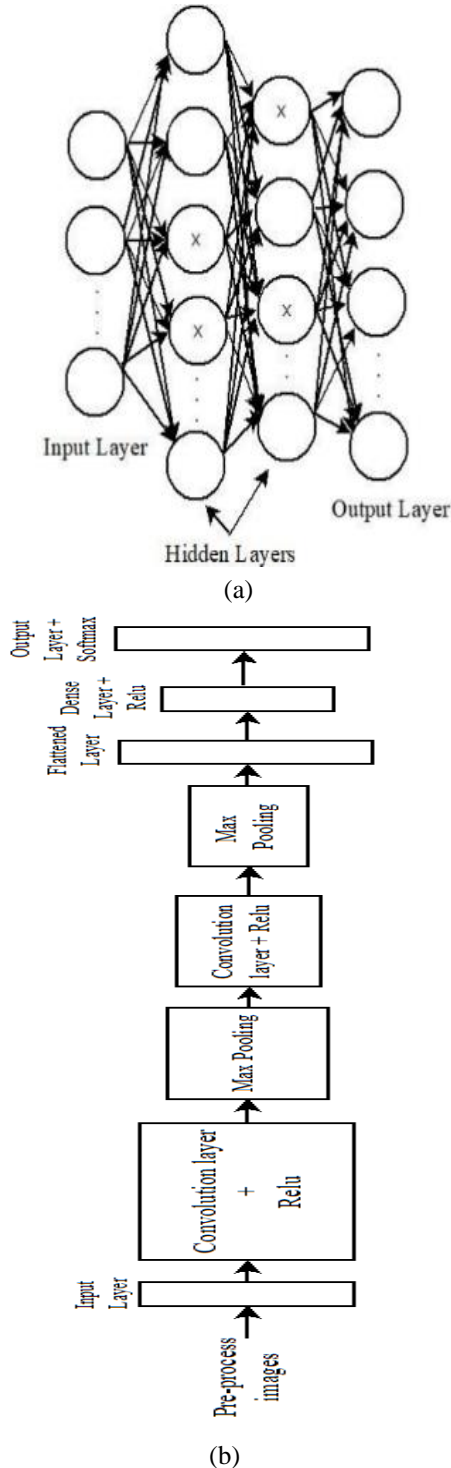 x
x
x
x
Input Layer
Output Layer
Hidden Layers
(a)
Output
Layer +
Softmax
Dense
Layer +
Relu
Flattened
Layer
Max
Pooling
Convolution
layer + Relu
Max Pooling
Convolution layer
+
Relu
Input
Layer
Pre-process
images
(b)